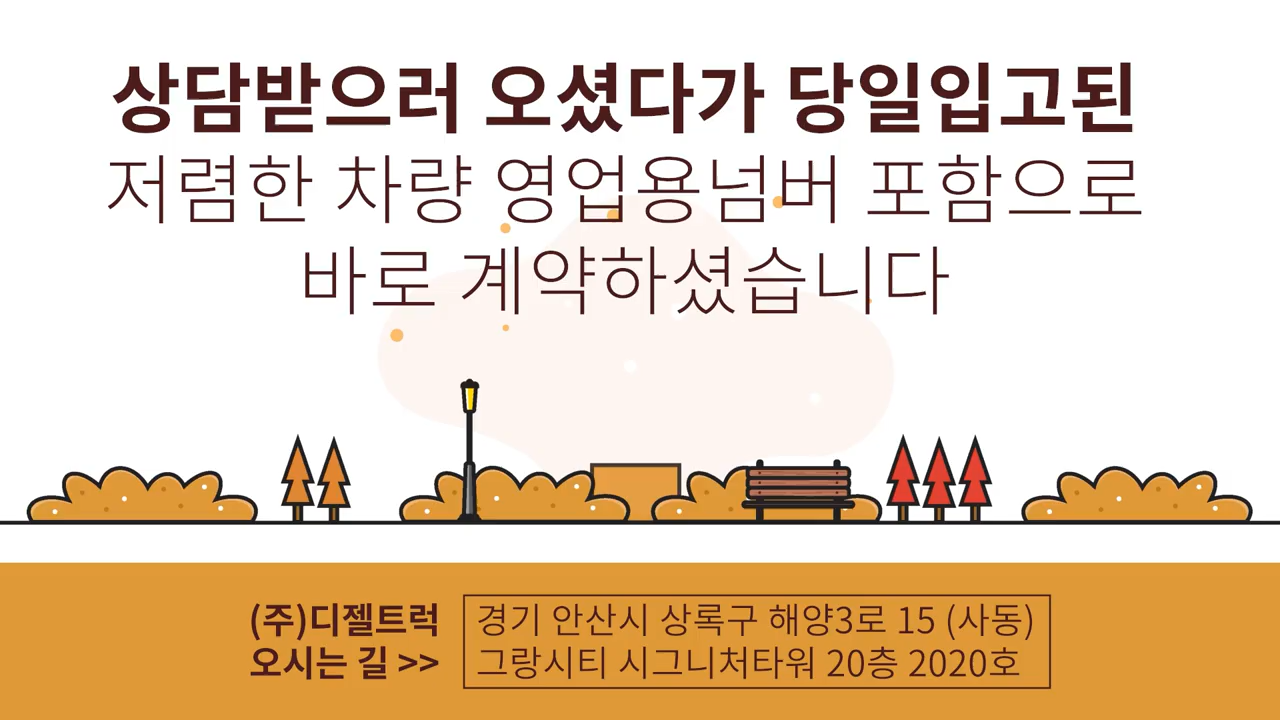 상담받으러 오셨다가 당일입고된
저렴한 차량 영업용넘버 포함으로
바로 계약하셨습니다
(주)디젤트럭
오시는 길 >>
경기 안산시 상록구 해양3로 15 (사동)
그랑시티 시그니처타워 20층 2020호